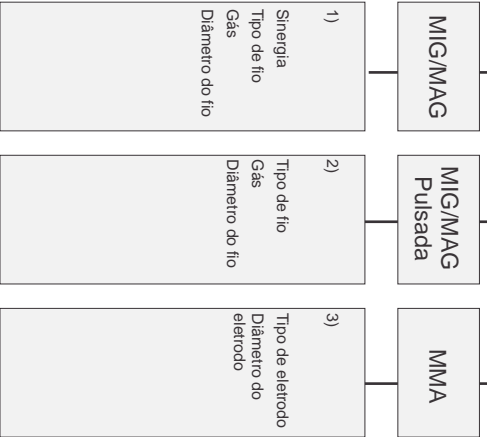 MIG/MAG
1)
Sinergia
Tipo de fio
Gás
Diâmetro do fio
MIG/MAG
Pulsada
2)
Tipo de fio
Gás
Diâmetro do fio
MMA
3)
Tipo de eletrodo
Diâmetro do
eletrodo